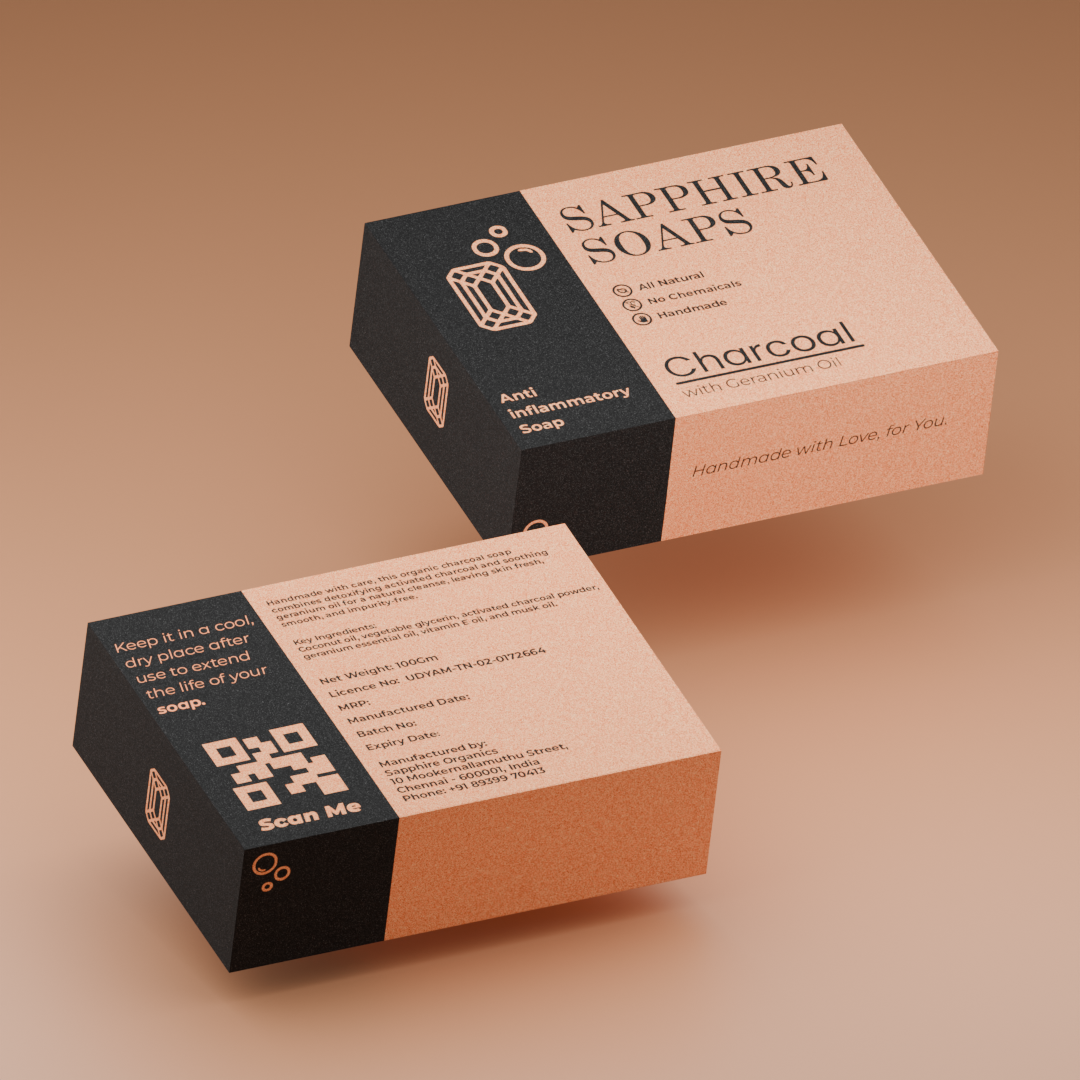 SAPPHIRE
SOAPS
All Natural
No Chemaicals
Handmade
Charcoal
with Geranium Oil
Anti
inflammatory
Soap
Handmade with Love, for You.
Keep it in a cool,
dry place after
use to extend
the life of your
soap.
Scan Me
Handmade with care, this organic charcoal soap
combines detoxifying activated charcoal and soothing
geranium oil for a natural cleanse, leaving skin fresh,
smooth, and impurity-free.
Key Ingredients:
Coconut oil, vegetable glycerin, activated charcoal powder,
geranium essential oil, vitamin E oil, and musk oil.
Net Weight: 100Gm
Licence No: UDYAM-TN-02-0172664
MRP:
Manufactured Date:
Batch No:
Expiry Date:
Manufactured by:
Sapphire Organics
10 Mookernallamuthu Street,
Chennai - 600001, India
Phone: +91 89399 70413